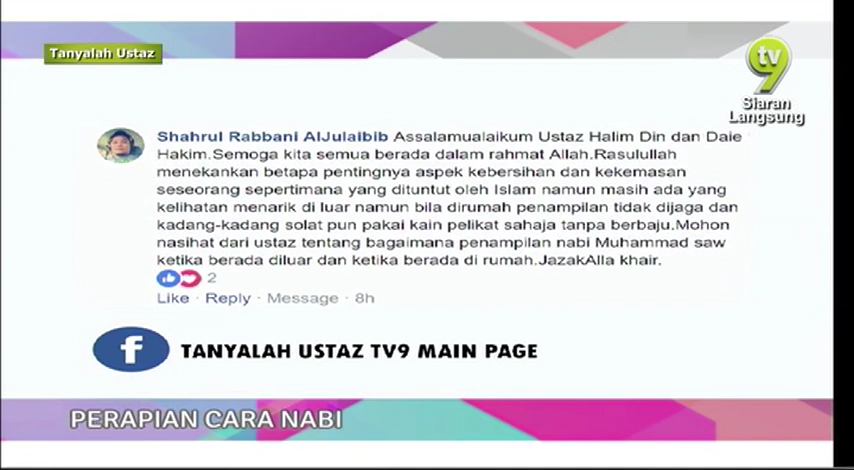 Tanyalah Ustaz
tv
9
Siaran
Langsung
Shahrul Rabbani AlJulaibib Assalamualaikum Ustaz Halim Din dan Daie
Hakim.Semoga kita semua berada dalam rahmat Allah.Rasulullah
menekankan betapa pentingnya aspek kebersihan dan kekemasan
seseorang sepertimana yang dituntut oleh Islam namun masih ada yang
kelihatan menarik di luar namun bila dirumah penampilan tidak dijaga dan
kadang-kadang solat pun pakai kain pelikat sahaja tanpa berbaju.Mohon
nasihat dari ustaz tentang bagaimana penampilan nabi Muhammad saw
ketika berada diluar dan ketika berada di rumah.JazakAlla khair.
2
Like · Reply · Message · 8h
f TANYALAH USTAZ TV9 MAIN PAGE
PERAPIAN CARA NABI